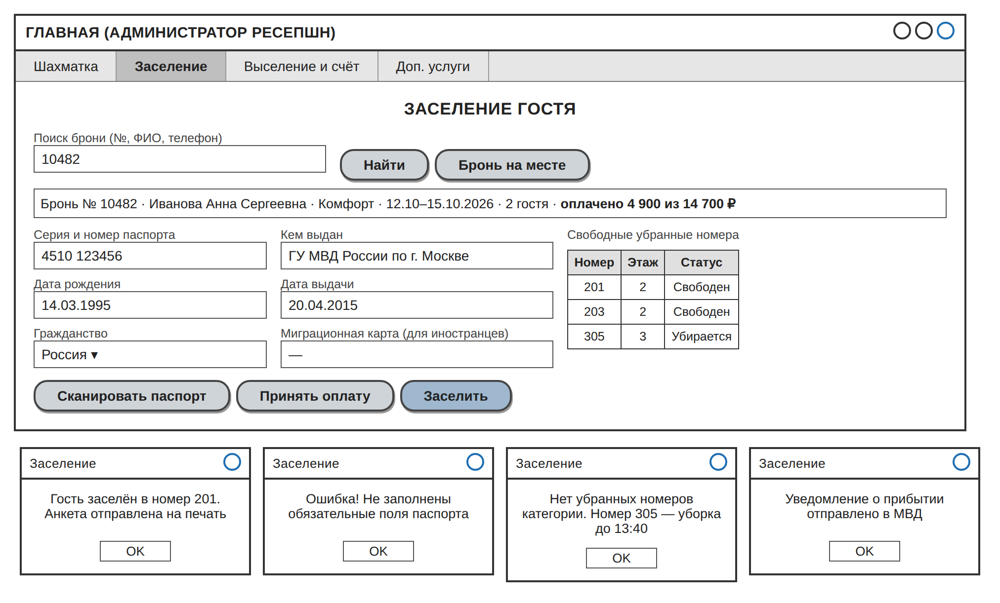 ГЛАВНАЯ (АДМИНИСТРАТОР РЕСЕПШН)
Шахматка Заселение Выселение и счёт Доп. услуги
ЗАСЕЛЕНИЕ ГОСТЯ
Поиск брони (№, ФИО, телефон)
10482
Найти Бронь на месте
Бронь № 10482 · Иванова Анна Сергеевна · Комфорт · 12.10–15.10.2026 · 2 гостя · оплачено 4 900 из 14 700 ₽
Серия и номер паспорта
4510 123456
Кем выдан
ГУ МВД России по г. Москве
Дата рождения
14.03.1995
Дата выдачи
20.04.2015
Гражданство
Россия ▾
Миграционная карта (для иностранцев)
—
Свободные убранные номера
Номер Этаж Статус
201 2 Свободен
203 2 Свободен
305 3 Убирается
Сканировать паспорт Принять оплату Заселить
Заселение
Гость заселён в номер 201.
Анкета отправлена на печать
OK
Заселение
Ошибка! Не заполнены
обязательные поля паспорта
OK
Заселение
Нет убранных номеров
категории. Номер 305 — уборка
до 13:40
OK
Заселение
Уведомление о прибытии
отправлено в МВД
OK